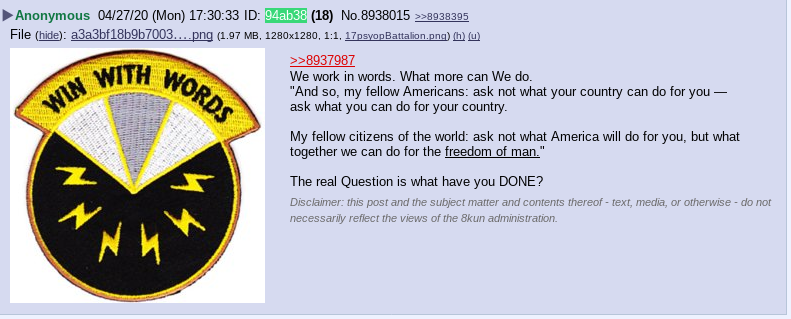 ▶Anonymous 04/27/20 (Mon) 17:30:33 ID: 94ab38 (18) No.8938015 >>8938395
File (hide): a3a3bf18b9b7003….png (1.97 MB, 1280x1280, 1:1, 17psyopBattalion.png) (h) (u)
WIN WITH WORDS
>>8937987
We work in words. What more can We do.
"And so, my fellow Americans: ask not what your country can do for you —
ask what you can do for your country.
My fellow citizens of the world: ask not what America will do for you, but what
together we can do for the freedom of man."
The real Question is what have you DONE?
Disclaimer: this post and the subject matter and contents thereof - text, media, or otherwise - do not
necessarily reflect the views of the 8kun administration.